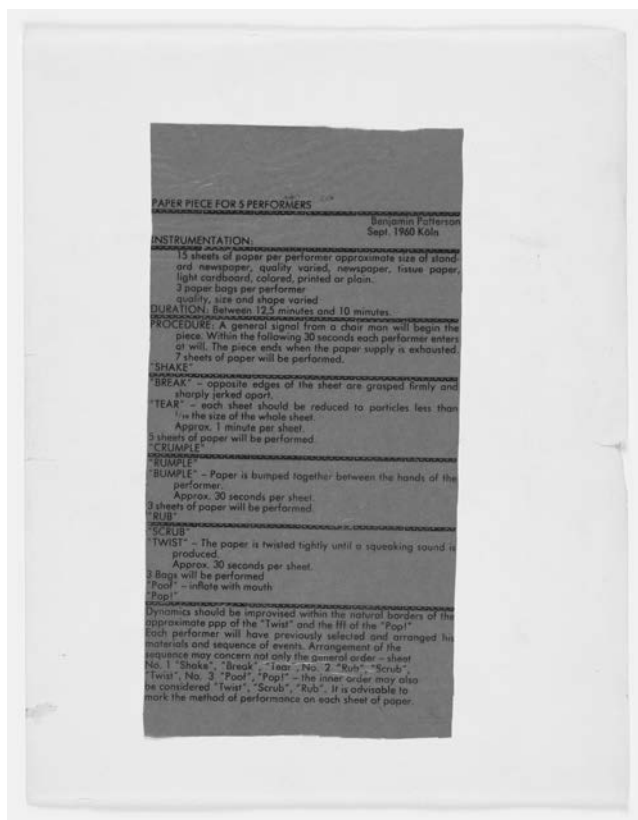 PAPER PIECE FOR 5 PERFORMERS
Benjamin Patterson
Sept. 1960 Köln
INSTRUMENTATION:
15 sheets of paper per performer approximate size of stand-
ard newspaper, quality varied, newspaper, tissue paper,
light cardboard, colored, printed or plain.
3 paper bags per performer
quality, size and shape varied
DURATION: Between 12,5 minutes and 10 minutes.
PROCEDURE: A general signal from a chair man will begin the
piece. Within the following 30 seconds each performer enters
at will. The piece ends when the paper supply is exhausted.
7 sheets of paper will be performed.
"SHAKE"
"BREAK" – opposite edges of the sheet are grasped firmly and
sharply jerked apart.
"TEAR" – each sheet should be reduced to particles less than
the size of the whole sheet.
Approx. 1 minute per sheet.
5 sheets of paper will be performed.
"CRUMPLE"
"RUMPLE"
"BUMPLE" – Paper is bumped together between the hands of the
performer.
Approx. 30 seconds per sheet.
3 sheets of paper will be performed
"RUB"
"SCRUB"
"TWIST" – The paper is twisted tightly until a squeaking sound is
produced.
Approx. 30 seconds per sheet.
3 Bags will be performed
"Poof" – inflate with mouth
"Pop!"
Dynamics should be improvised within the natural borders of the
approximate ppp of the "Twist" and the fff of the "Pop!"
Each performer will have previously selected and arranged his
materials and sequence of events. Arrangement of the
sequence may concern not only the general order – sheet
No. 1 "Shake", "Break", "Tear", No. 2 "Rub", "Scrub",
"Twist", No. 3 "Poof", "Pop!" – the inner order may also
be considered "Twist", "Scrub", "Rub". It is advisable to
mark the method of performance on each sheet of paper.